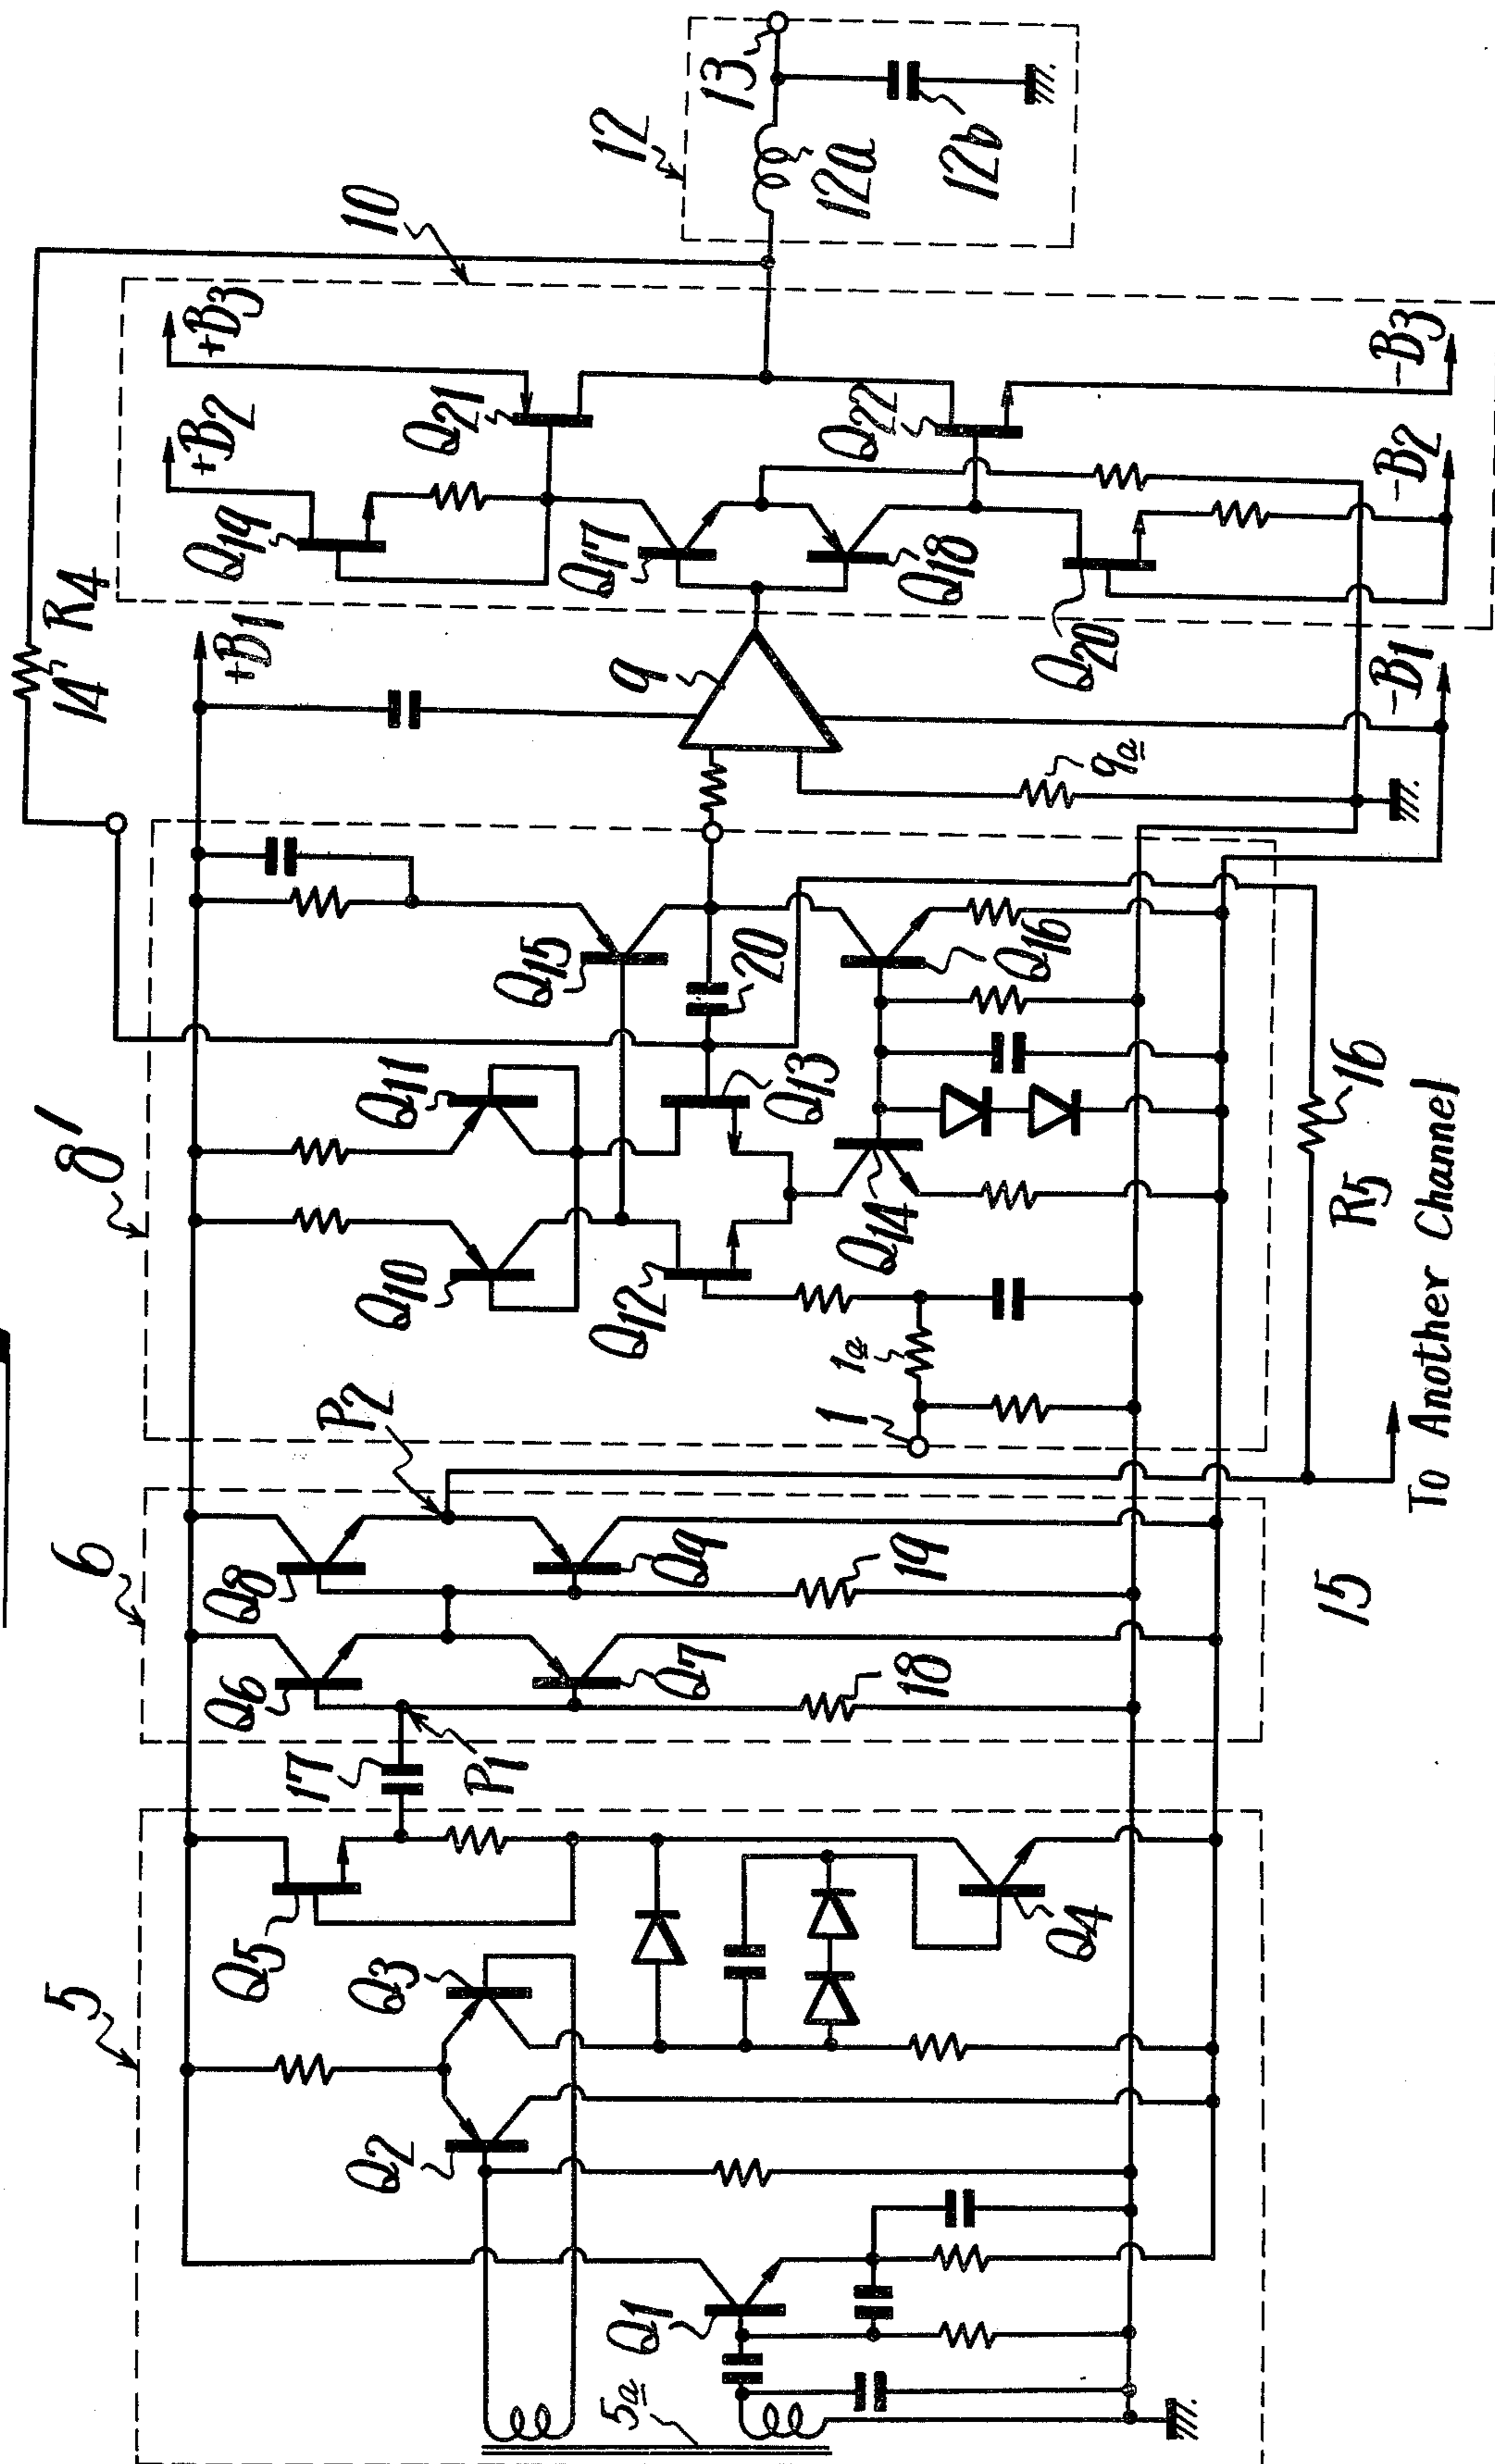 5
5a
Q1
Q2
Q3
Q4
Q5
17
P1
6
Q6
Q7
Q8
Q9
18
19
P2
15
To Another Channel
R5
16
8'
1
1a
Q10
Q11
Q12
Q13
Q14
Q15
Q16
20
14
R4
+B1
-B1
9
9a
10
Q17
Q18
Q19
Q20
Q21
Q22
+B2
+B3
-B2
-B3
12
12a
12b
13